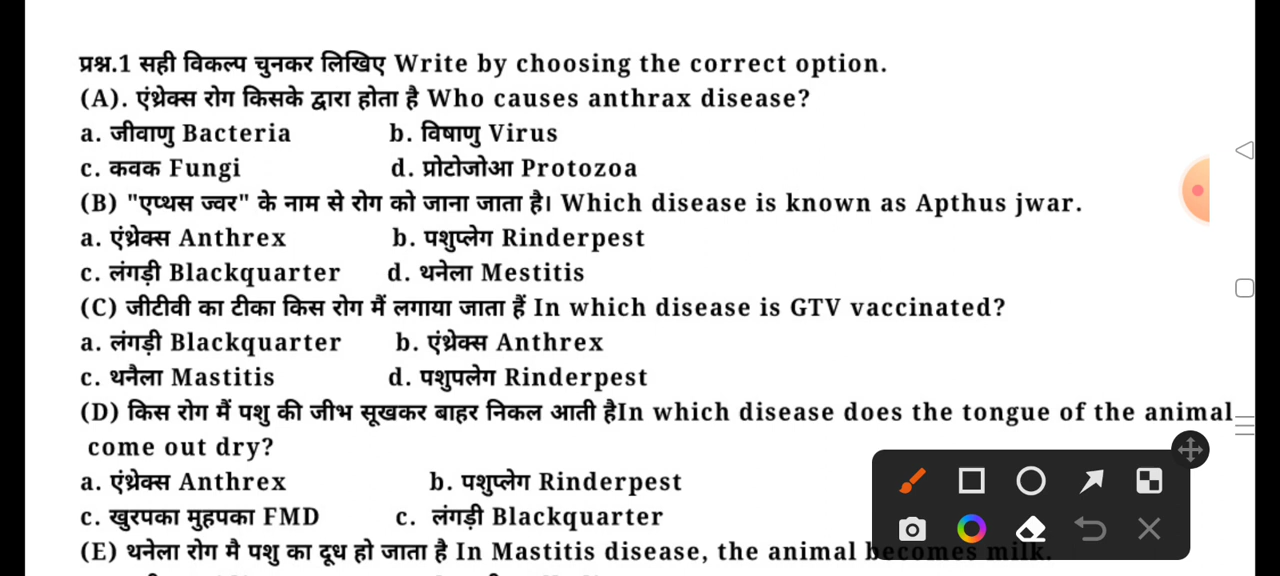 प्रश्न.1 सही विकल्प चुनकर लिखिए Write by choosing the correct option.
(A). एंथ्रेक्स रोग किसके द्वारा होता है Who causes anthrax disease?
a. जीवाणु Bacteria b. विषाणु Virus
c. कवक Fungi d. प्रोटोजोआ Protozoa
(B) "एप्थस ज्वर" के नाम से रोग को जाना जाता है। Which disease is known as Apthus jwar.
a. एंथ्रेक्स Anthrex b. पशुप्लेग Rinderpest
c. लंगड़ी Blackquarter d. थनेला Mestitis
(C) जीटीवी का टीका किस रोग मैं लगाया जाता हैं In which disease is GTV vaccinated?
a. लंगड़ी Blackquarter b. एंथ्रेक्स Anthrex
c. थनैला Mastitis d. पशुपलेग Rinderpest
(D) किस रोग मैं पशु की जीभ सूखकर बाहर निकल आती हैIn which disease does the tongue of the animal
come out dry?
a. एंथ्रेक्स Anthrex b. पशुप्लेग Rinderpest
c. खुरपका मुहपका FMD c. लंगड़ी Blackquarter
(E) थनेला रोग मै पशु का दूध हो जाता है In Mastitis disease, the animal becomes milk.